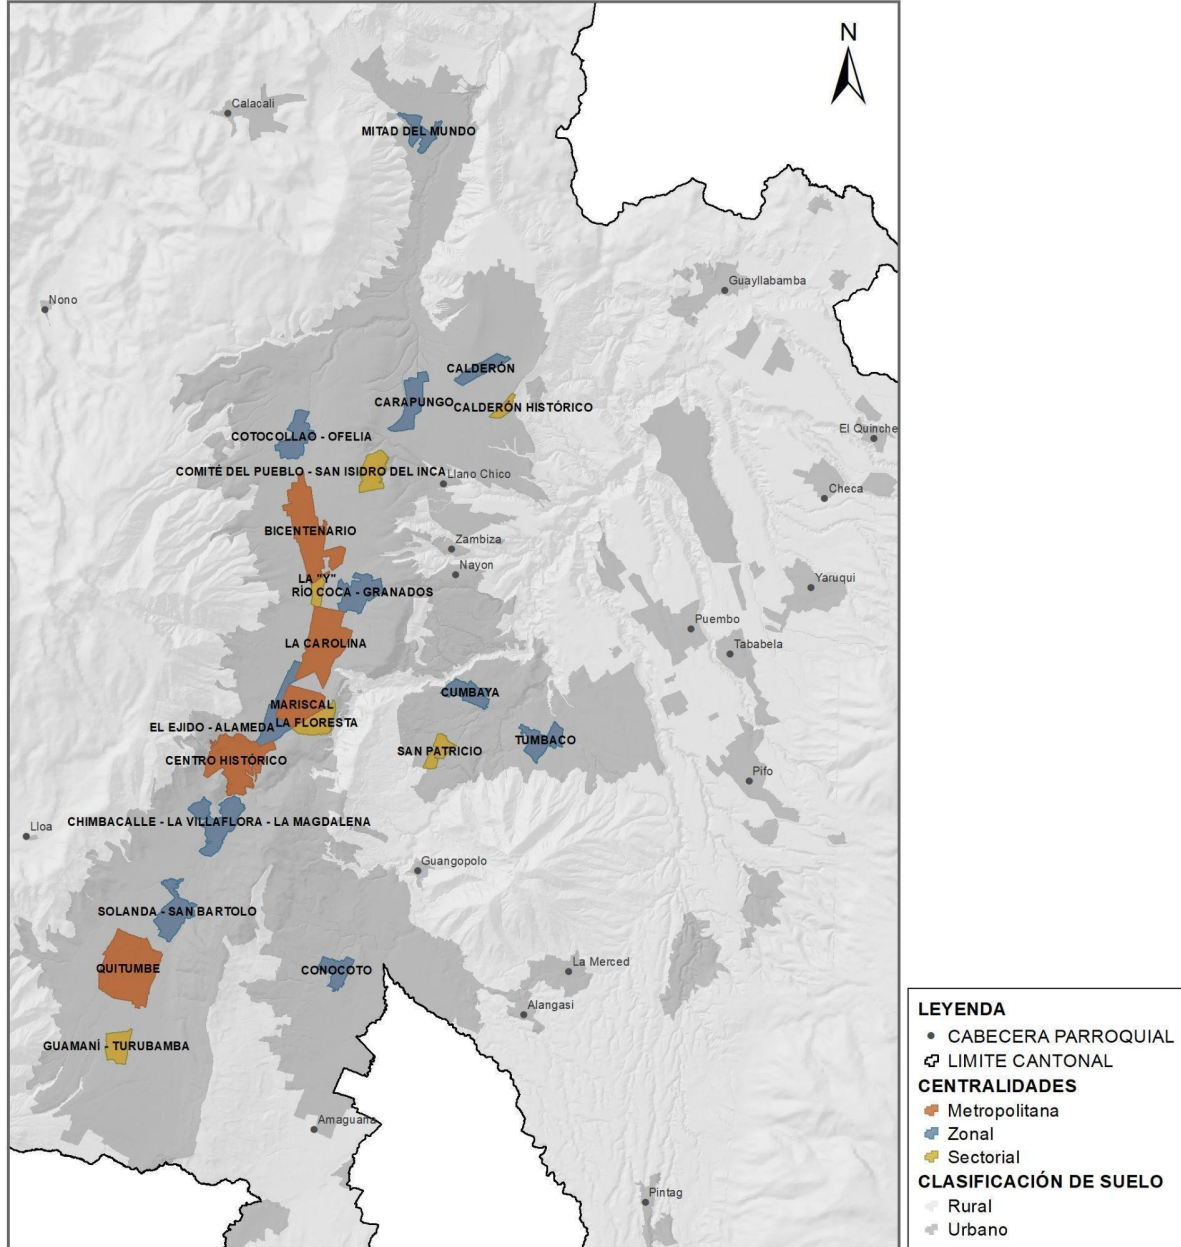 N
Calacali
MITAD DEL MUNDO
Guayllabamba
Nono
CALDERÓN
CARAPUNGO
CALDERÓN HISTÓRICO
El Quinche
COTOCOLLAO - OFELIA
COMITÉ DEL PUEBLO - SAN ISIDRO DEL INCA
Llano Chico
Checa
BICENTENARIO
Zambiza
Nayon
LA "Y"
Yaruqui
RÍO COCA - GRANADOS
Puembo
LA CAROLINA
Tababela
CUMBAYA
MARISCAL
LA FLORESTA
EL EJIDO - ALAMEDA
TUMBACO
SAN PATRICIO
CENTRO HISTÓRICO
Pifo
CHIMBACALLE - LA VILLAFLORA - LA MAGDALENA
Lloa
Guangopolo
SOLANDA - SAN BARTOLO
QUITUMBE
CONOCOTO
La Merced
Alangasi
GUAMANÍ - TURUBAMBA
Amaguaña
Pintag
LEYENDA
CABECERA PARROQUIAL
LIMITE CANTONAL
CENTRALIDADES
Metropolitana
Zonal
Sectorial
CLASIFICACIÓN DE SUELO
Rural
Urbano